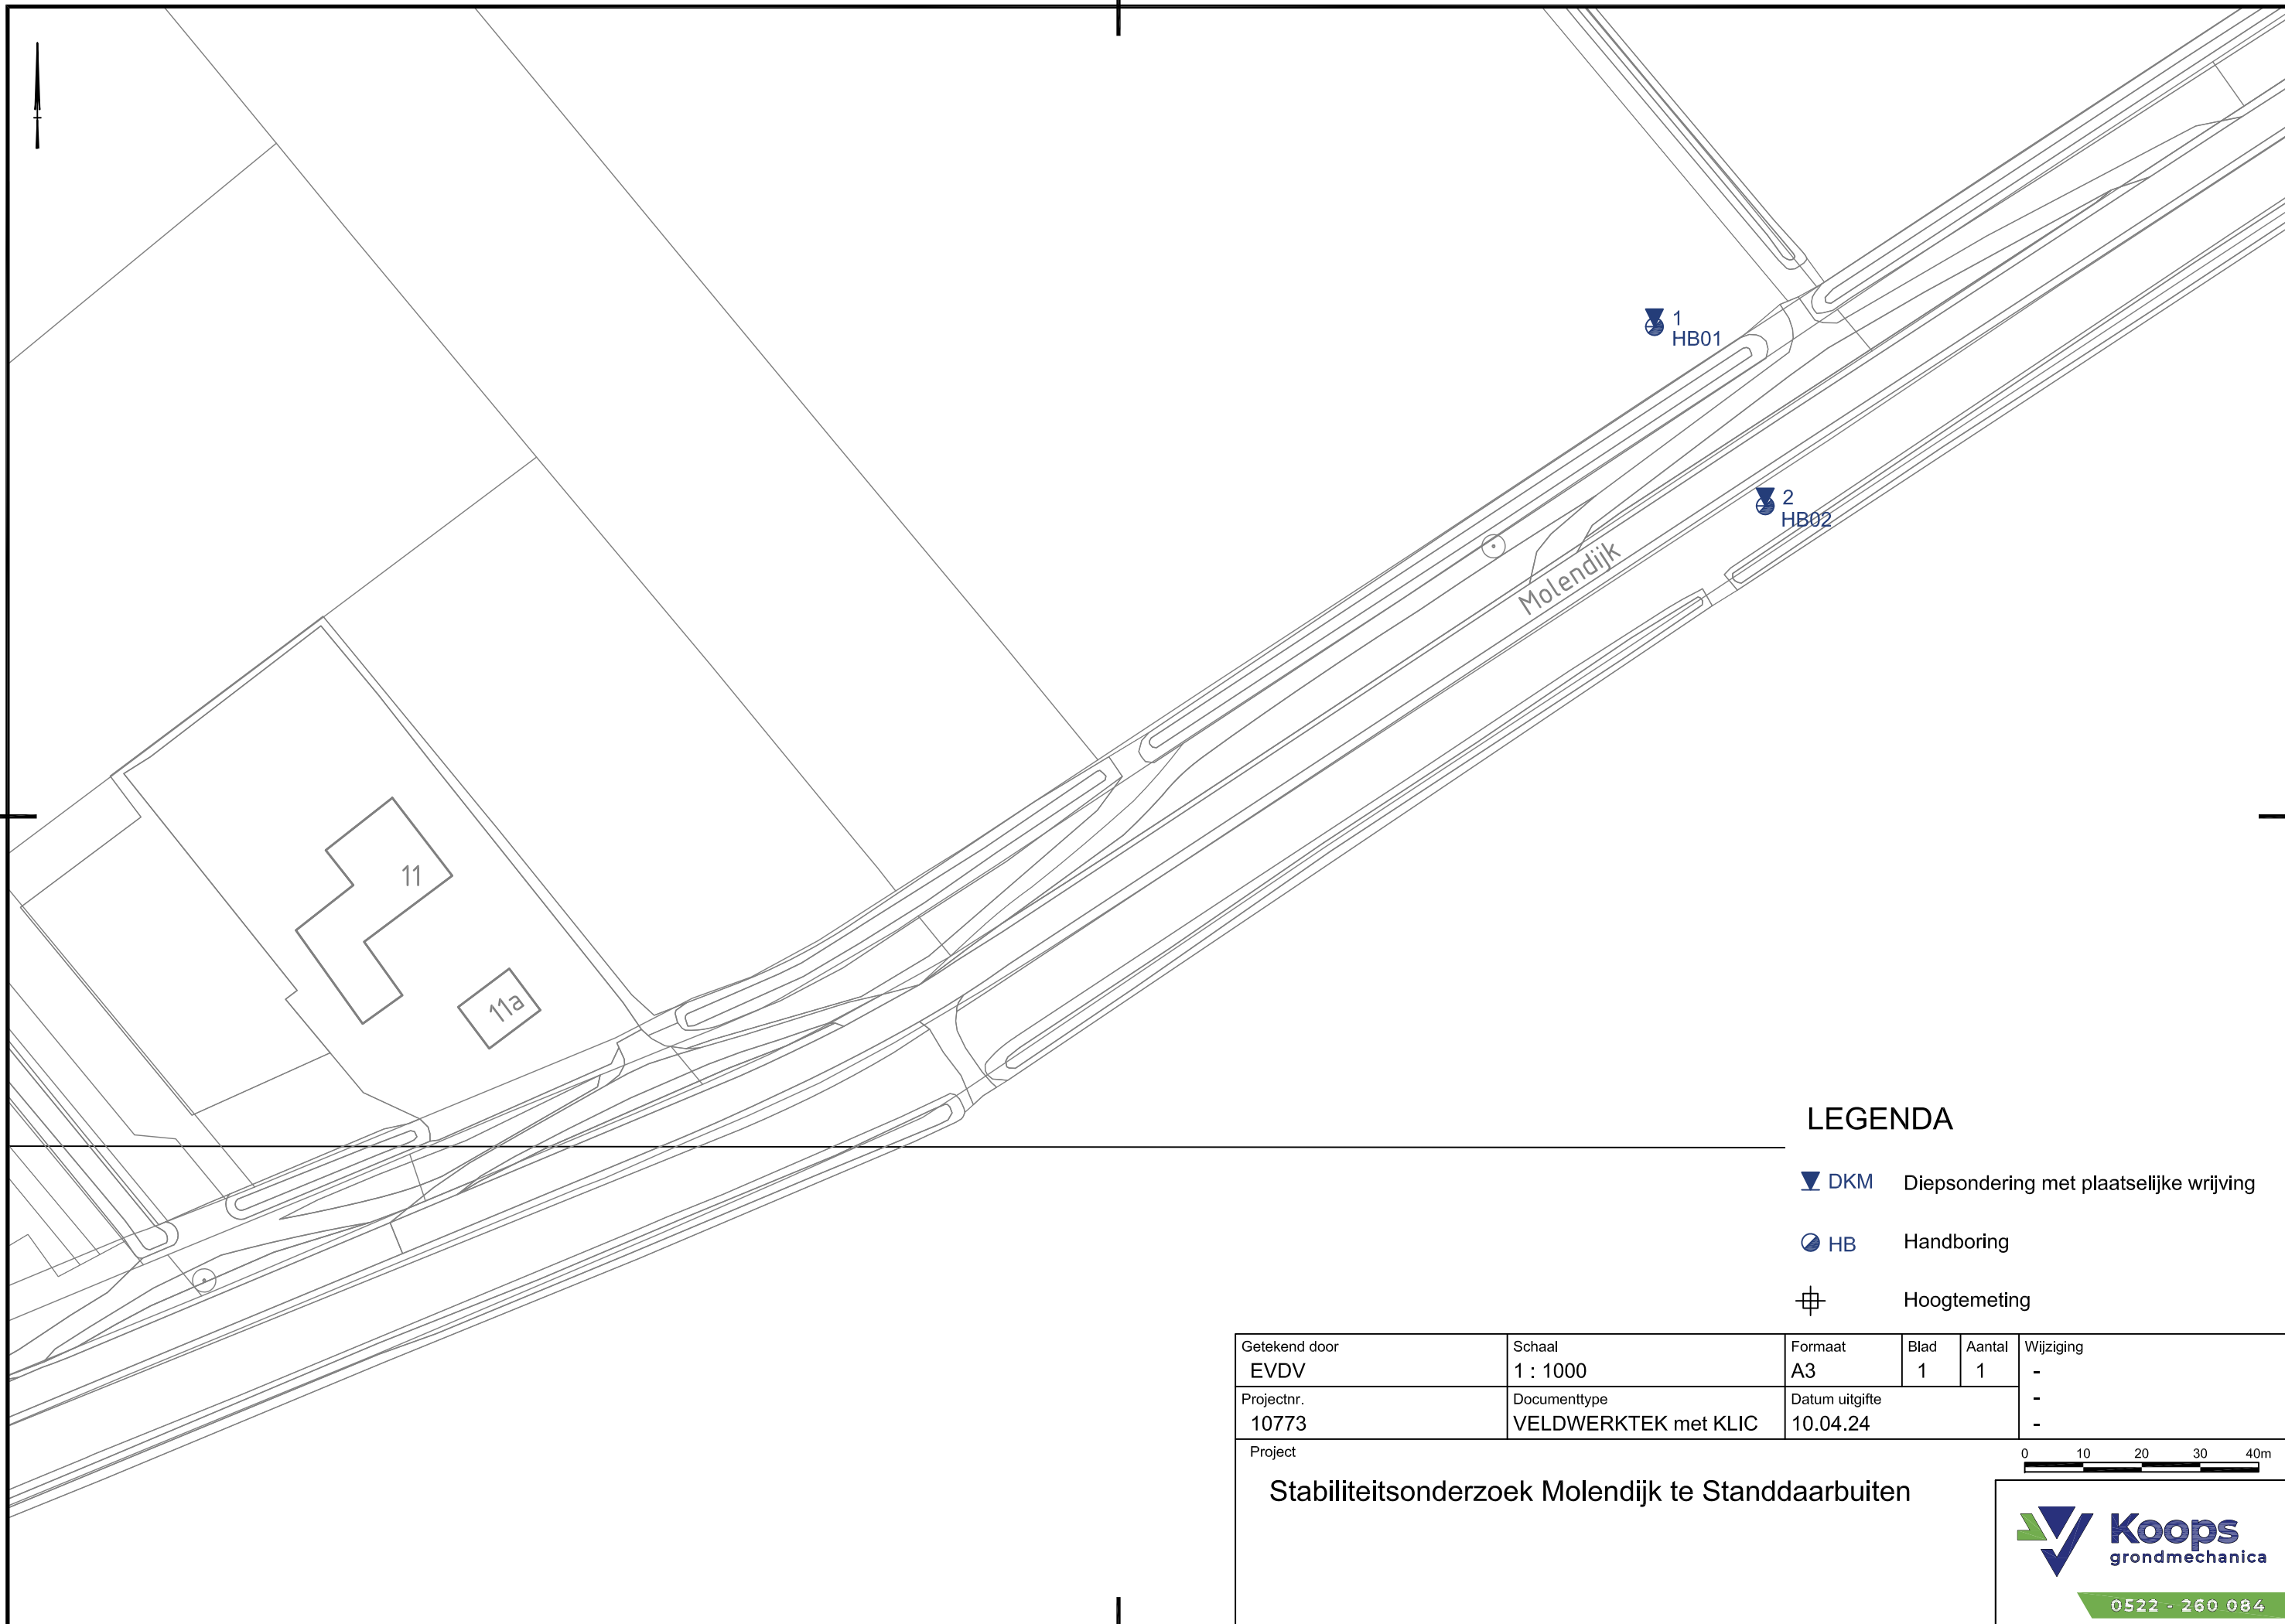 1
HB01
2
HB02
Molendijk
11
11a
LEGENDA
DKM Diepsondering met plaatselijke wrijving
HB Handboring
Hoogtemeting
Getekend door Schaal Formaat Blad Aantal Wijziging
EVDV 1 : 1000 A3 1 1 -
Projectnr. Documenttype Datum uitgifte -
10773 VELDWERKTEK met KLIC 10.04.24 -
Project 0 10 20 30 40m
Stabiliteitsonderzoek Molendijk te Standdaarbuiten
Koops
grondmechanica
0522 - 260 084